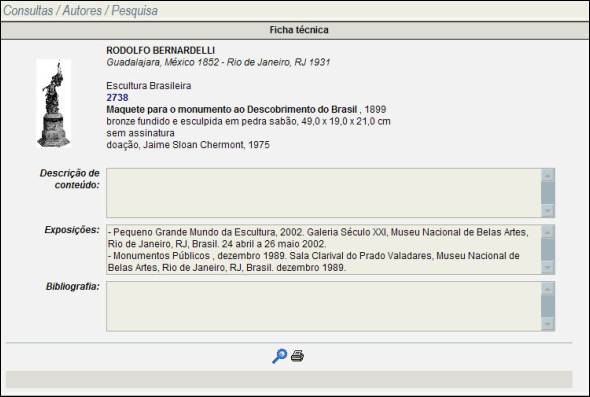 Consultas / Autores / Pesquisa
Ficha técnica
RODOLFO BERNARDELLI
Guadalajara, México 1852 - Rio de Janeiro, RJ 1931
Escultura Brasileira
2738
Maquete para o monumento ao Descobrimento do Brasil , 1899
bronze fundido e esculpida em pedra sabão, 49,0 x 19,0 x 21,0 cm
sem assinatura
doação, Jaime Sloan Chermont, 1975
Descrição de
conteúdo:
Exposições:
- Pequeno Grande Mundo da Escultura, 2002. Galeria Século XXI, Museu Nacional de Belas Artes,
Rio de Janeiro, RJ, Brasil. 24 abril a 26 maio 2002.
- Monumentos Públicos , dezembro 1989. Sala Clarival do Prado Valadares, Museu Nacional de
Belas Artes, Rio de Janeiro, RJ, Brasil. dezembro 1989.
Bibliografia: